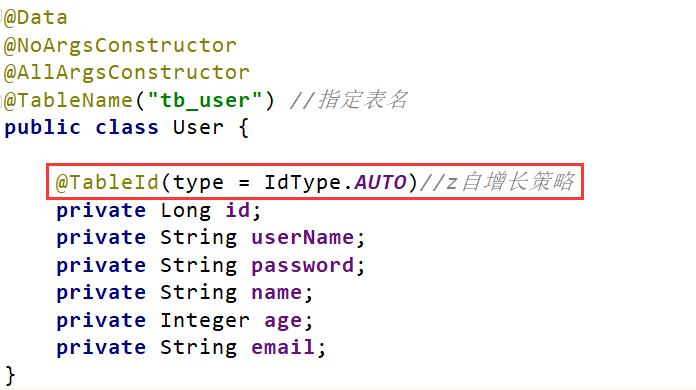 @Data
@NoArgsConstructor
@AllArgsConstructor
@TableName("tb_user") //指定表名
public class User {
@TableId(type = IdType.AUTO)//z自增长策略
private Long id;
private String userName;
private String password;
private String name;
private Integer age;
private String email;
}